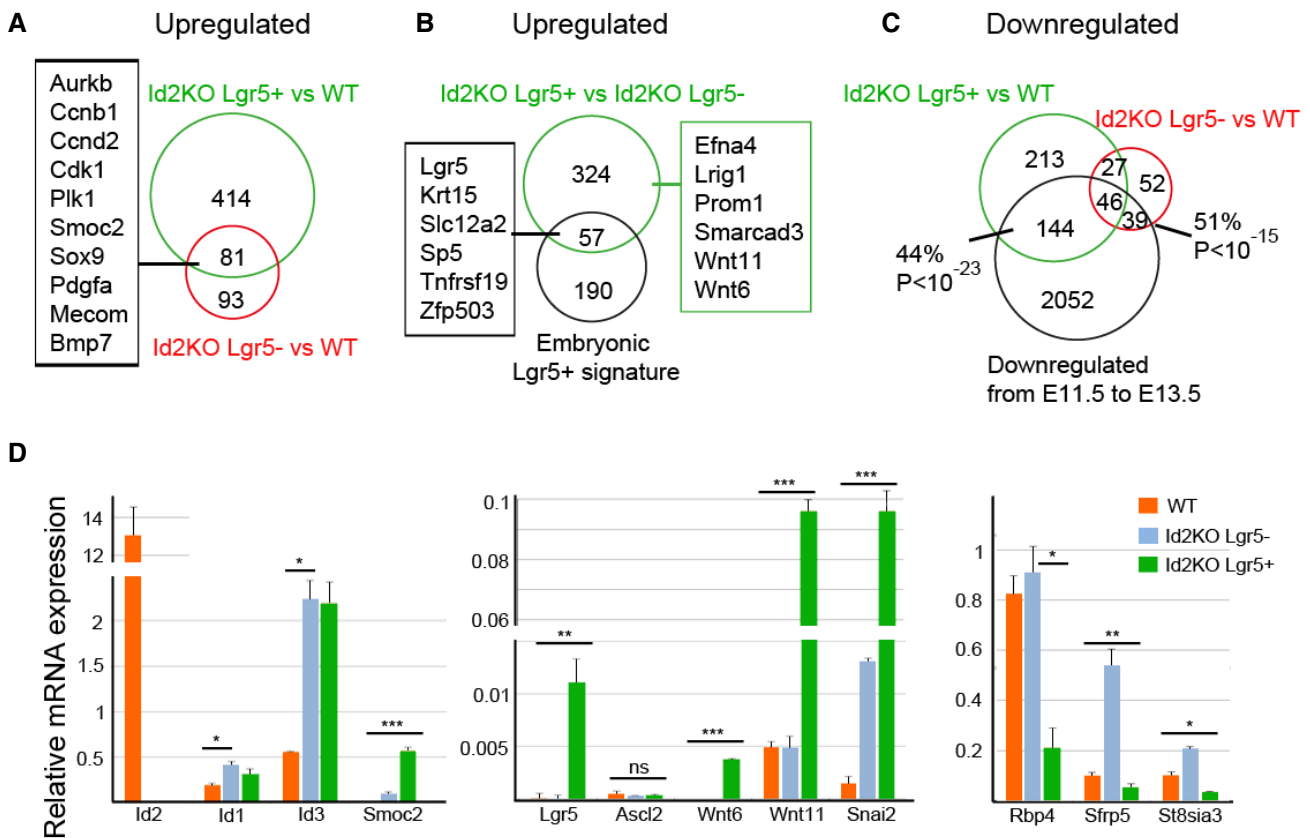 A
Upregulated
Id2KO Lgr5+ vs WT
Aurkb
Ccnb1
Ccnd2
Cdk1
Plk1
Smoc2
Sox9
Pdgfa
Mecom
Bmp7
414
81
93
Id2KO Lgr5- vs WT
B
Upregulated
Id2KO Lgr5+ vs Id2KO Lgr5-
Lgr5
Krt15
Slc12a2
Sp5
Tnfrsf19
Zfp503
324
57
190
Efna4
Lrig1
Prom1
Smarcad3
Wnt11
Wnt6
Embryonic
Lgr5+ signature
C
Downregulated
Id2KO Lgr5+ vs WT
Id2KO Lgr5- vs WT
213
27
52
46
39
144
2052
44%
P<10-23
51%
P<10-15
Downregulated
from E11.5 to E13.5
D
Relative mRNA expression
14
12
2
1.5
1
0.5
*
*
***
Id2
Id1
Id3
Smoc2
0.1
0.08
0.06
0.01
0.005
**
ns
***
***
***
Lgr5
Ascl2
Wnt6
Wnt11
Snai2
1
0.8
0.6
0.4
0.2
*
**
*
Rbp4
Sfrp5
St8sia3
WT
Id2KO Lgr5-
Id2KO Lgr5+